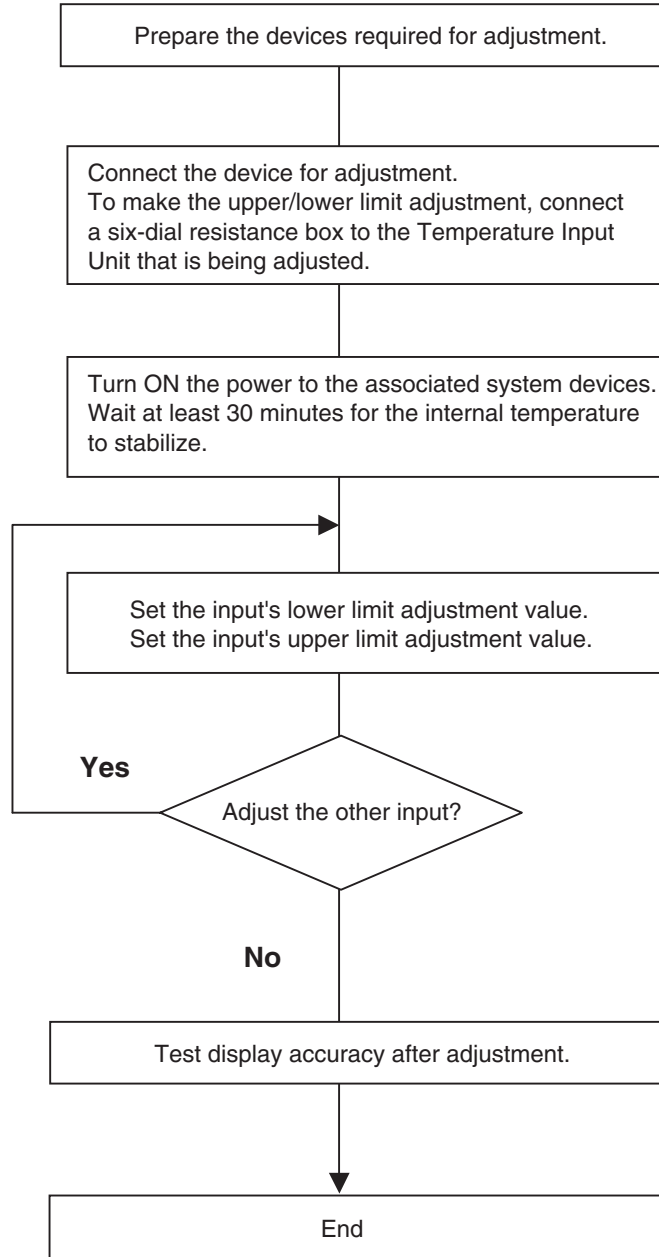 Prepare the devices required for adjustment.
Connect the device for adjustment.
To make the upper/lower limit adjustment, connect
a six-dial resistance box to the Temperature Input
Unit that is being adjusted.
Turn ON the power to the associated system devices.
Wait at least 30 minutes for the internal temperature
to stabilize.
Set the input's lower limit adjustment value.
Set the input's upper limit adjustment value.
Yes
Adjust the other input?
No
Test display accuracy after adjustment.
End